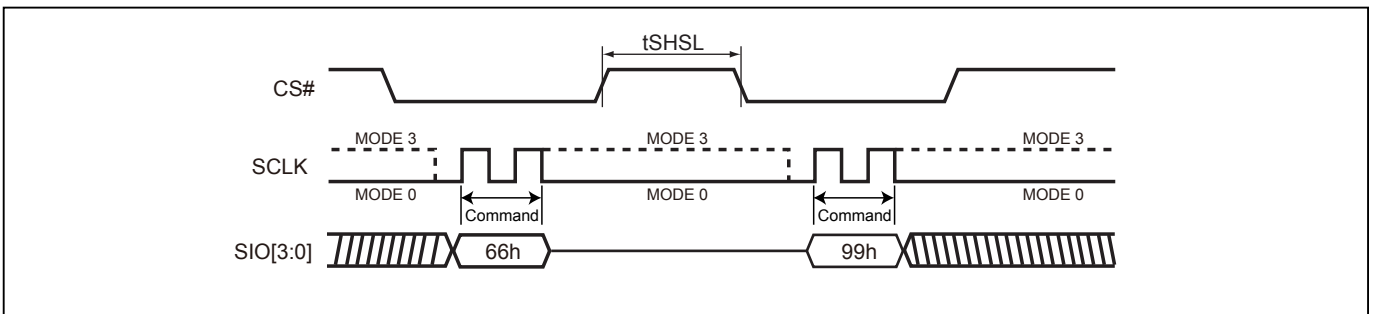 tSHSL
CS#
MODE 3 MODE 3 MODE 3
SCLK
MODE 0 MODE 0 MODE 0
Command Command
SIO[3:0] 66h 99h